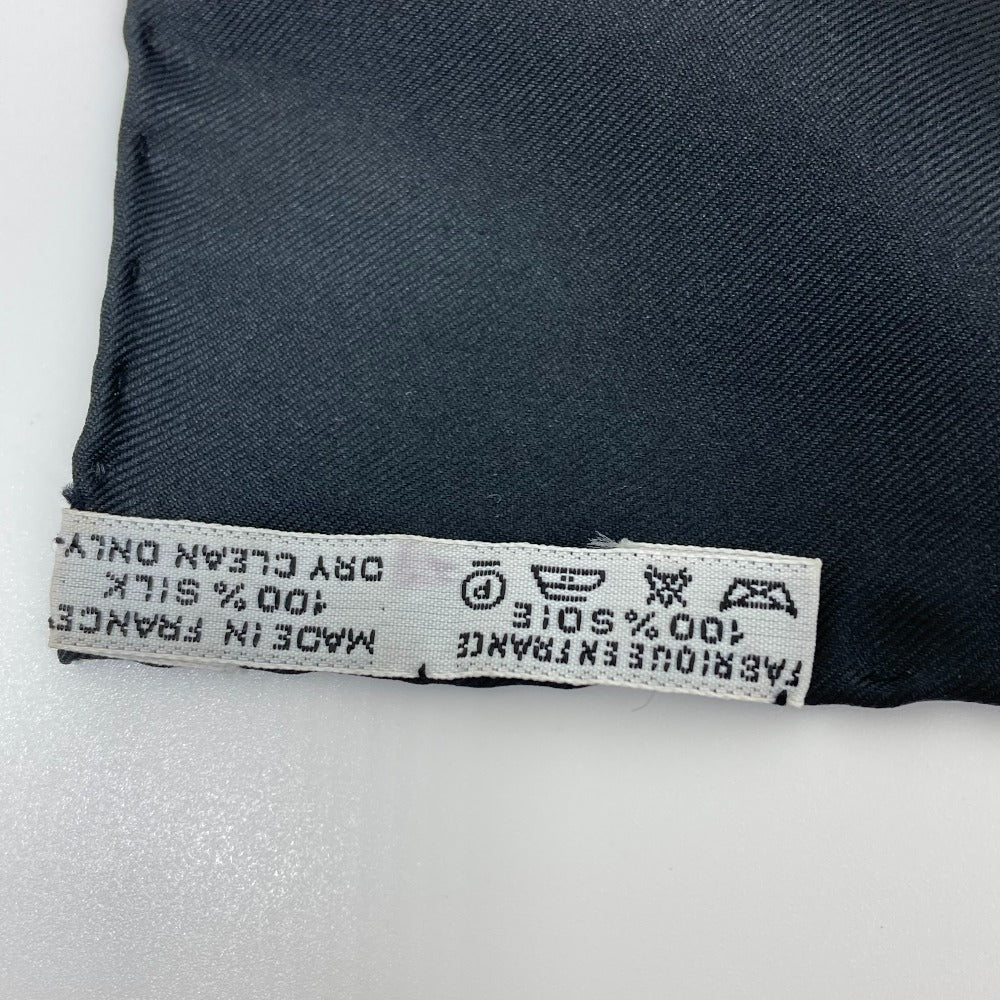 FABRIQUE EN FRANCE
100% SOIE
P
MADE IN FRANCE
100% SILK
DRY CLEAN ONLY